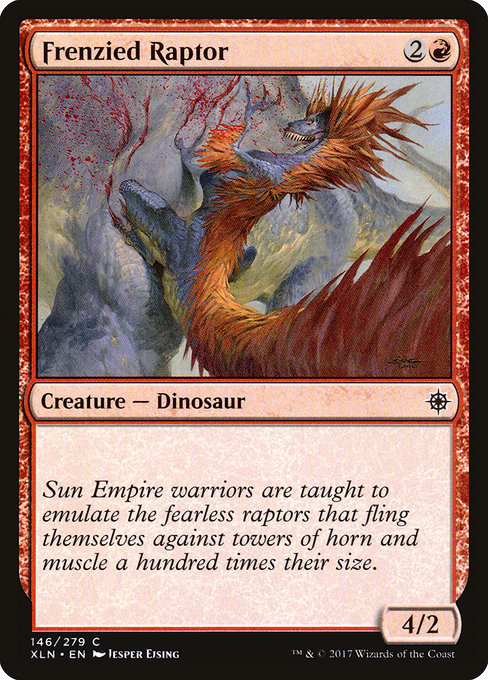 Frenzied Raptor 2
Creature — Dinosaur
Sun Empire warriors are taught to
emulate the fearless raptors that fling
themselves against towers of horn and
muscle a hundred times their size.
4/2
146/279 C
XLN • EN Jesper Eising
™ & © 2017 Wizards of the Coast